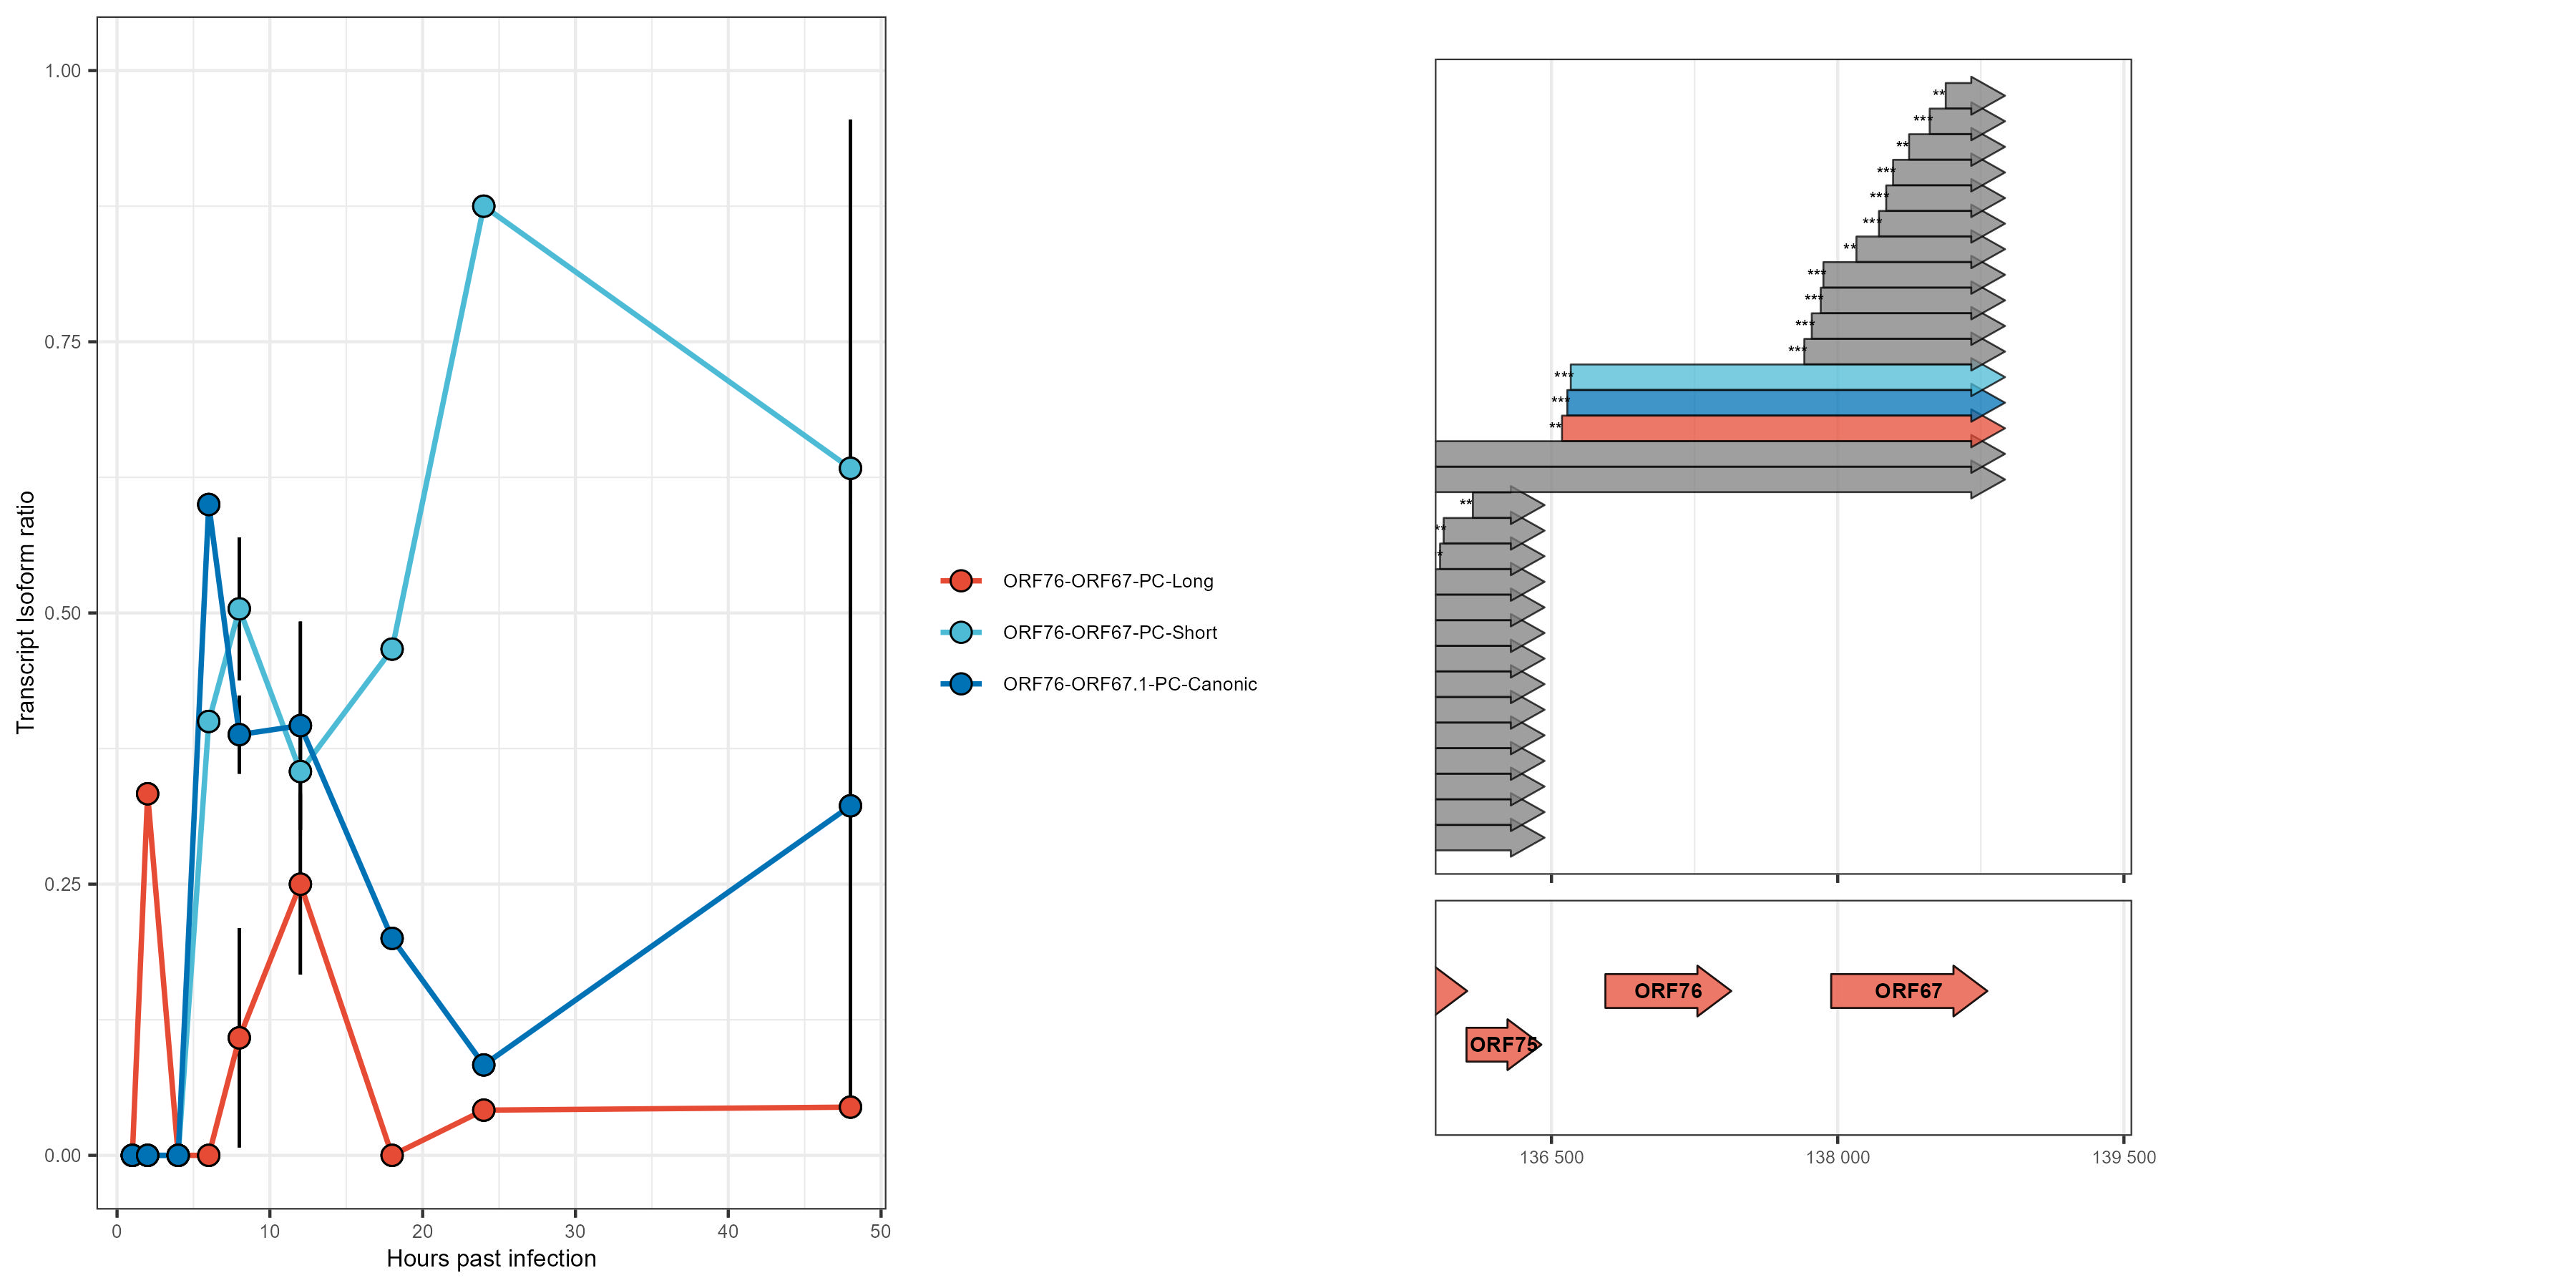 1.00
0.75
0.50
0.25
0.00
Transcript Isoform ratio
0 10 20 30 40 50
Hours past infection
ORF76-ORF67-PC-Long
ORF76-ORF67-PC-Short
ORF76-ORF67.1-PC-Canonic
**
***
**
***
***
***
**
***
***
***
***
***
***
**
**
**
*
ORF76 ORF67
ORF75
136 500 138 000 139 500